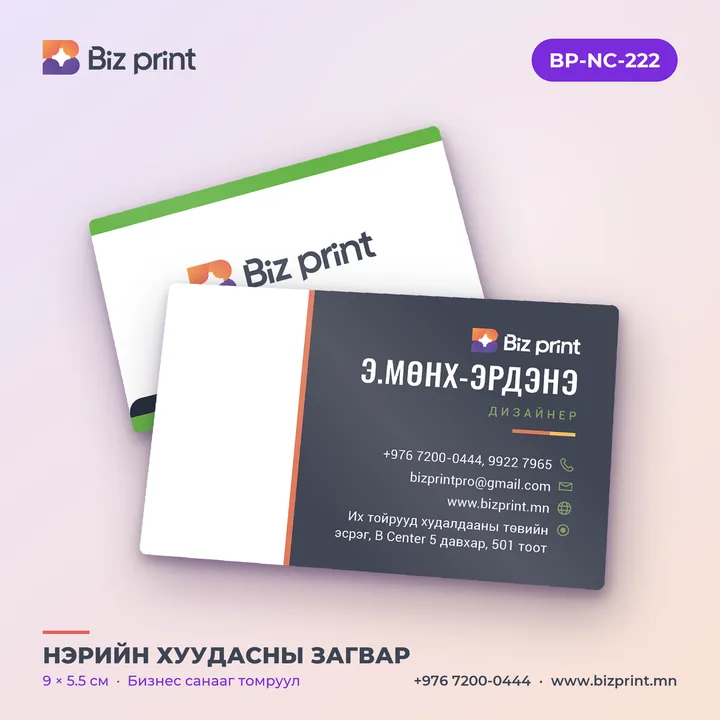 Biz print
BP-NC-222
Biz print
Biz print
Э.МӨНХ-ЭРДЭНЭ
ДИЗАЙНЕР
+976 7200-0444, 9922 7965
bizprintpro@gmail.com
www.bizprint.mn
Их тойрууд худалдааны төвийн
эсрэг, B Center 5 давхар, 501 тоот
НЭРИЙН ХУУДАСНЫ ЗАГВАР
9 × 5.5 см · Бизнес санааг томруул
+976 7200-0444 · www.bizprint.mn